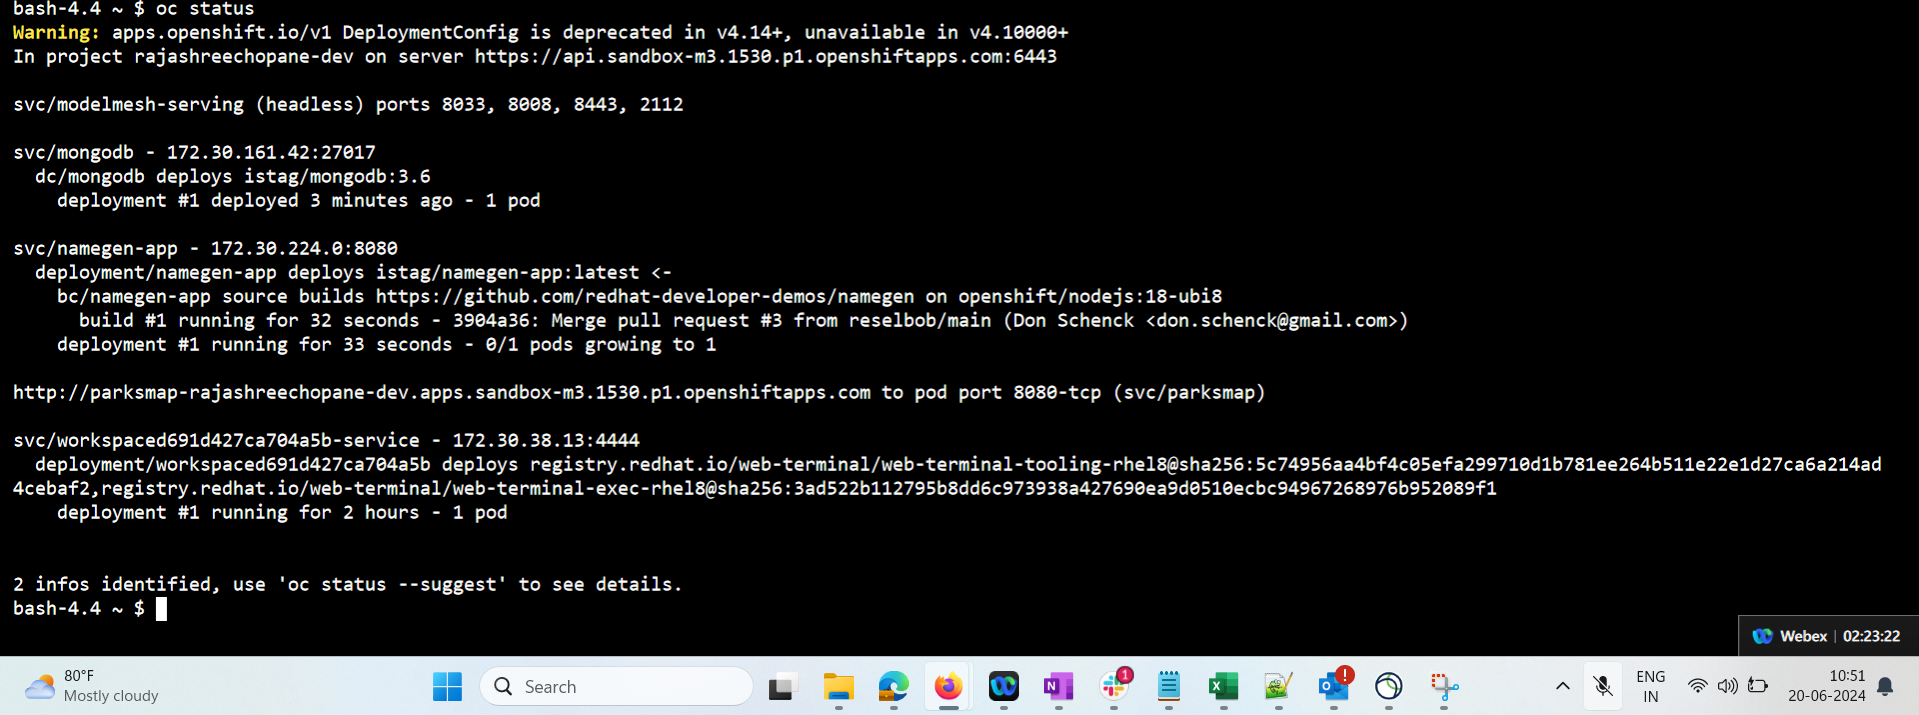 bash-4.4 ~ $ oc status
Warning: apps.openshift.io/v1 DeploymentConfig is deprecated in v4.14+, unavailable in v4.10000+
In project rajashreechopane-dev on server https://api.sandbox-m3.1530.p1.openshiftapps.com:6443
svc/modelmesh-serving (headless) ports 8033, 8008, 8443, 2112
svc/mongodb - 172.30.161.42:27017
dc/mongodb deploys istag/mongodb:3.6
deployment #1 deployed 3 minutes ago - 1 pod
svc/namegen-app - 172.30.224.0:8080
deployment/namegen-app deploys istag/namegen-app:latest <-
bc/namegen-app source builds https://github.com/redhat-developer-demos/namegen on openshift/nodejs:18-ubi8
build #1 running for 32 seconds - 3904a36: Merge pull request #3 from reselbob/main (Don Schenck <don.schenck@gmail.com>)
deployment #1 running for 33 seconds - 0/1 pods growing to 1
http://parksmap-rajashreechopane-dev.apps.sandbox-m3.1530.p1.openshiftapps.com to pod port 8080-tcp (svc/parksmap)
svc/workspaced691d427ca704a5b-service - 172.30.38.13:4444
deployment/workspaced691d427ca704a5b deploys registry.redhat.io/web-terminal/web-terminal-tooling-rhel8@sha256:5c74956aa4bf4c05efa299710d1b781ee264b511e22e1d27ca6a214ad
4cebaf2,registry.redhat.io/web-terminal/web-terminal-exec-rhel8@sha256:3ad522b112795b8dd6c973938a427690ea9d0510ecbc94967268976b952089f1
deployment #1 running for 2 hours - 1 pod
2 infos identified, use 'oc status --suggest' to see details.
bash-4.4 ~ $
Webex | 02:23:22
80°F
Mostly cloudy
Search
1
ENG
IN
10:51
20-06-2024